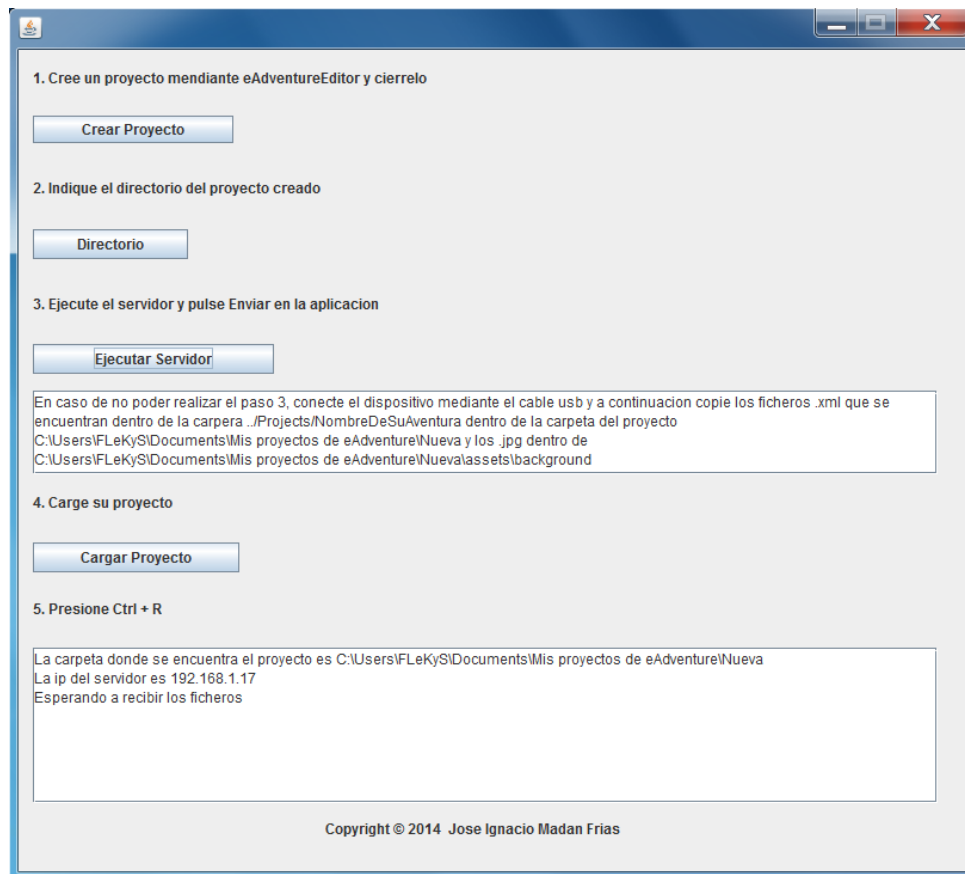 1. Cree un proyecto mendiante eAdventureEditor y cierrelo
Crear Proyecto
2. Indique el directorio del proyecto creado
Directorio
3. Ejecute el servidor y pulse Enviar en la aplicacion
Ejecutar Servidor
En caso de no poder realizar el paso 3, conecte el dispositivo mediante el cable usb y a continuacion copie los ficheros .xml que se
encuentran dentro de la carpera ../Projects/NombreDeSuAventura dentro de la carpeta del proyecto
C:\Users\FLeKyS\Documents\Mis proyectos de eAdventure\Nueva y los .jpg dentro de
C:\Users\FLeKyS\Documents\Mis proyectos de eAdventure\Nueva\assets\background
4. Carge su proyecto
Cargar Proyecto
5. Presione Ctrl + R
La carpeta donde se encuentra el proyecto es C:\Users\FLeKyS\Documents\Mis proyectos de eAdventure\Nueva
La ip del servidor es 192.168.1.17
Esperando a recibir los ficheros
Copyright © 2014 Jose Ignacio Madan Frias